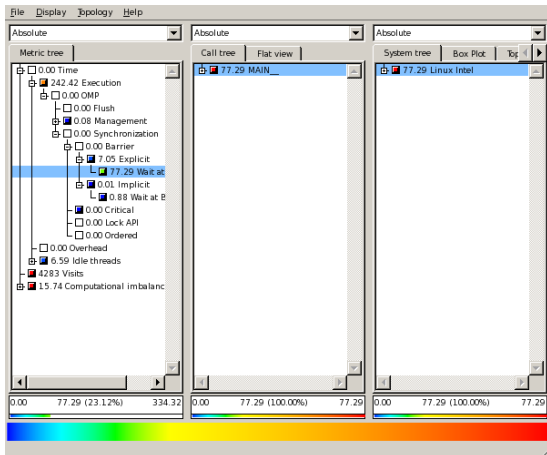 File Display Topology Help
Absolute Absolute Absolute
Metric tree Call tree Flat view System tree Box Plot
0.00 Time 77.29 MAIN__ 77.29 Linux Intel
242.42 Execution
0.00 OMP
0.00 Flush
0.08 Management
0.00 Synchronization
0.00 Barrier
7.05 Explicit
77.29 Wait at
0.01 Implicit
0.88 Wait at B
0.00 Critical
0.00 Lock API
0.00 Ordered
0.00 Overhead
6.59 Idle threads
4283 Visits
15.74 Computational imbalanc
0.00 77.29 (23.12%) 334.32 0.00 77.29 (100.00%) 77.29 0.00 77.29 (100.00%) 77.29